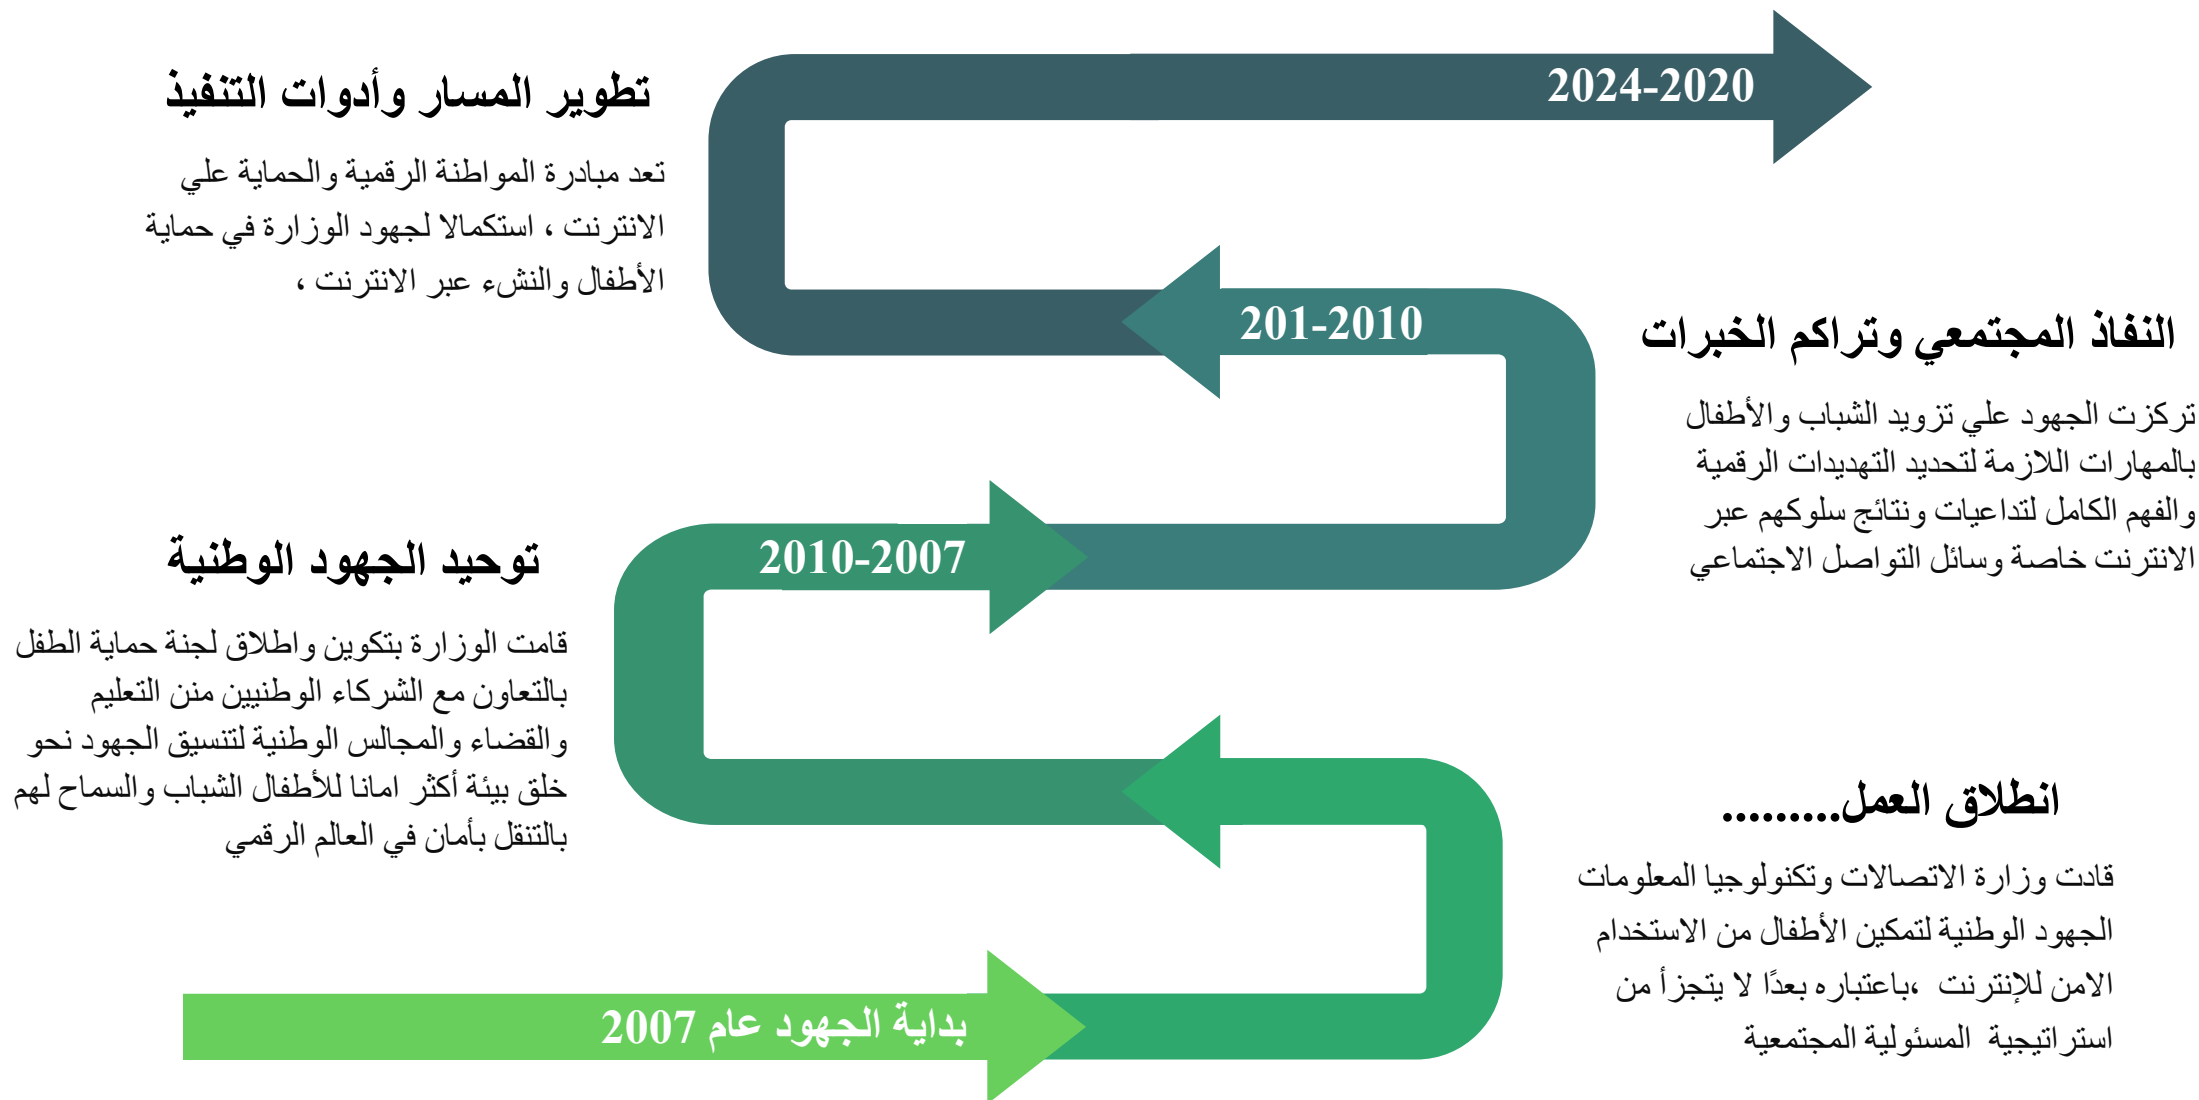 2024-2020
تطوير المسار وأدوات التنفيذ
تعد مبادرة المواطنة الرقمية والحماية علي
الانترنت ، استكمالا لجهود الوزارة في حماية
الأطفال والنشء عبر الانترنت ،
201-2010
النفاذ المجتمعي وتراكم الخبرات
تركزت الجهود علي تزويد الشباب والأطفال
بالمهارات اللازمة لتحديد التهديدات الرقمية
والفهم الكامل لتداعيات ونتائج سلوكهم عبر
الانترنت خاصة وسائل التواصل الاجتماعي
2010-2007
توحيد الجهود الوطنية
قامت الوزارة بتكوين واطلاق لجنة حماية الطفل
بالتعاون مع الشركاء الوطنيين منن التعليم
والقضاء والمجالس الوطنية لتنسيق الجهود نحو
خلق بيئة أكثر امانا للأطفال الشباب والسماح لهم
بالتنقل بأمان في العالم الرقمي
انطلاق العمل.........
قادت وزارة الاتصالات وتكنولوجيا المعلومات
الجهود الوطنية لتمكين الأطفال من الاستخدام
الامن للإنترنت ،باعتباره بعدًا لا يتجزأ من
استراتيجية المسئولية المجتمعية
بداية الجهود عام 2007